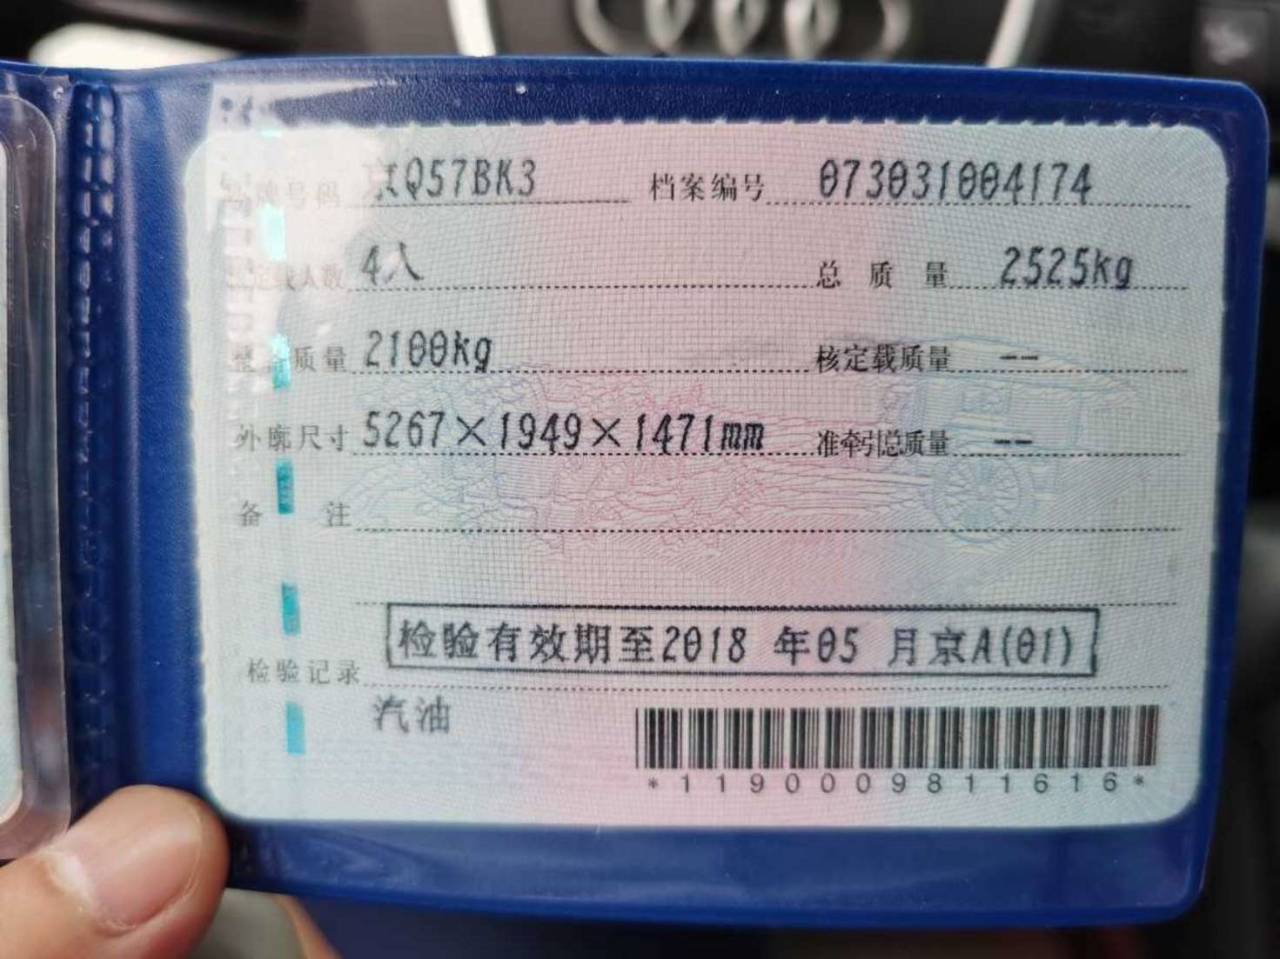 号牌号码 京Q57BK3 档案编号 073031004174
核定载人数 4人 总质量 2525kg
整备质量 2100kg 核定载质量 --
外廓尺寸 5267×1949×1471mm 准牵引总质量 --
备注
检验记录 检验有效期至2018 年05 月京A(01)
汽油
*1190009811616*